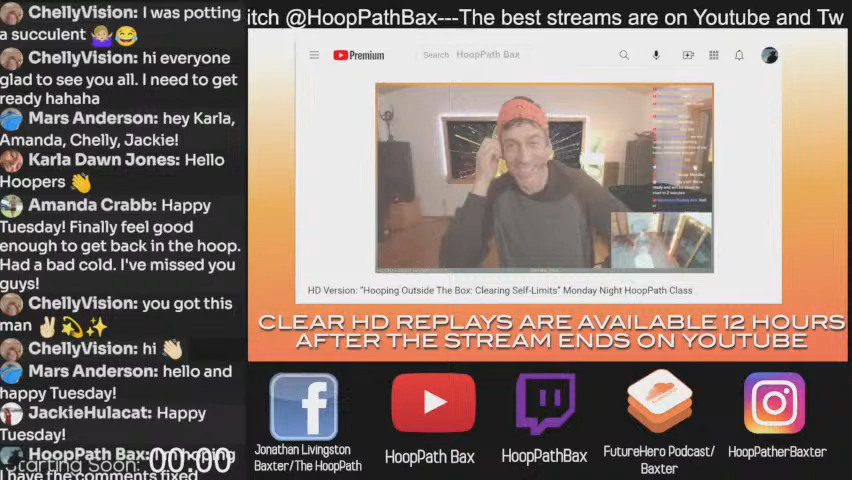 ChellyVision: I was potting
a succulent 🤷🏼‍♀️😂
ChellyVision: hi everyone
glad to see you all. I need to get
ready hahaha
Mars Anderson: hey Karla,
Amanda, Chelly, Jackie!
Karla Dawn Jones: Hello
Hoopers 👋
Amanda Crabb: Happy
Tuesday! Finally feel good
enough to get back in the hoop.
Had a bad cold. I've missed you
guys!
ChellyVision: you got this
man ✌🏻💫✨
ChellyVision: hi 👋🏻
Mars Anderson: hello and
happy Tuesday!
JackieHulacat: Happy
Tuesday!
HoopPath Bax: I'm hoping
I have the comments fixed
Starting Soon: 00:00
itch @HoopPathBax---The best streams are on Youtube and Tw
Premium
Search HoopPath Bax
HD Version: "Hooping Outside The Box: Clearing Self-Limits" Monday Night HoopPath Class
CLEAR HD REPLAYS ARE AVAILABLE 12 HOURS
AFTER THE STREAM ENDS ON YOUTUBE
Jonathan Livingston
Baxter/The HoopPath
HoopPath Bax
HoopPathBax
FutureHero Podcast/
Baxter
HoopPatherBaxter